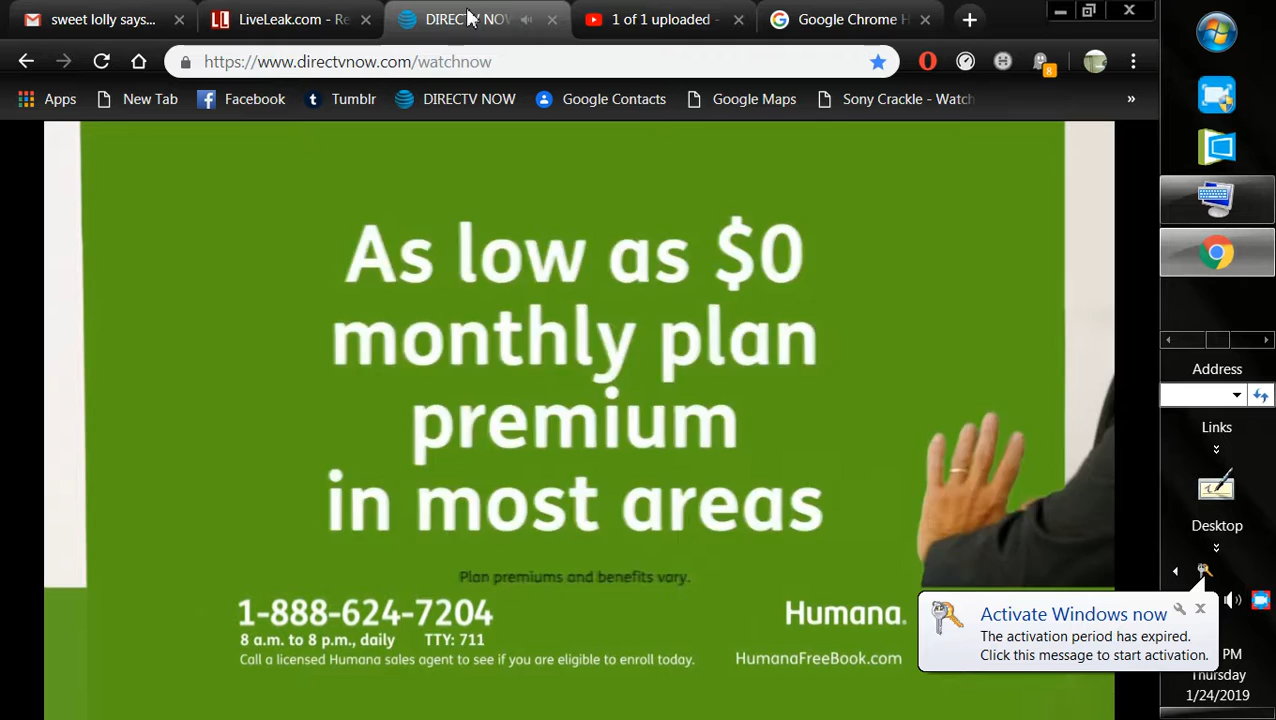 sweet lolly says...
LiveLeak.com - Re
DIRECTV NOW
1 of 1 uploaded -
Google Chrome H
https://www.directvnow.com/watchnow
8
Apps
New Tab
Facebook
Tumblr
DIRECTV NOW
Google Contacts
Google Maps
Sony Crackle - Watch
»
As low as $0
monthly plan
premium
in most areas
Plan premiums and benefits vary.
1-888-624-7204
8 a.m. to 8 p.m., daily TTY: 711
Call a licensed Humana sales agent to see if you are eligible to enroll today.
Humana.
HumanaFreeBook.com
Address
Links
Desktop
Activate Windows now
The activation period has expired.
Click this message to start activation.
PM
Thursday
1/24/2019